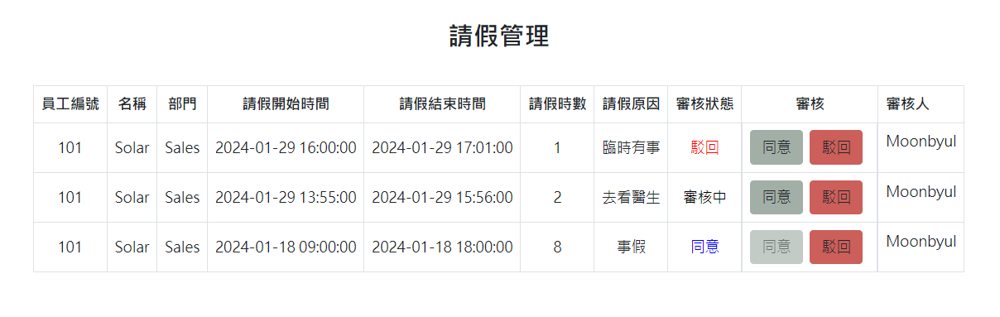 請假管理
員工編號 名稱 部門 請假開始時間 請假結束時間 請假時數 請假原因 審核狀態 審核 審核人
101 Solar Sales 2024-01-29 16:00:00 2024-01-29 17:01:00 1 臨時有事 駁回 同意 駁回 Moonbyul
101 Solar Sales 2024-01-29 13:55:00 2024-01-29 15:56:00 2 去看醫生 審核中 同意 駁回 Moonbyul
101 Solar Sales 2024-01-18 09:00:00 2024-01-18 18:00:00 8 事假 同意 同意 駁回 Moonbyul